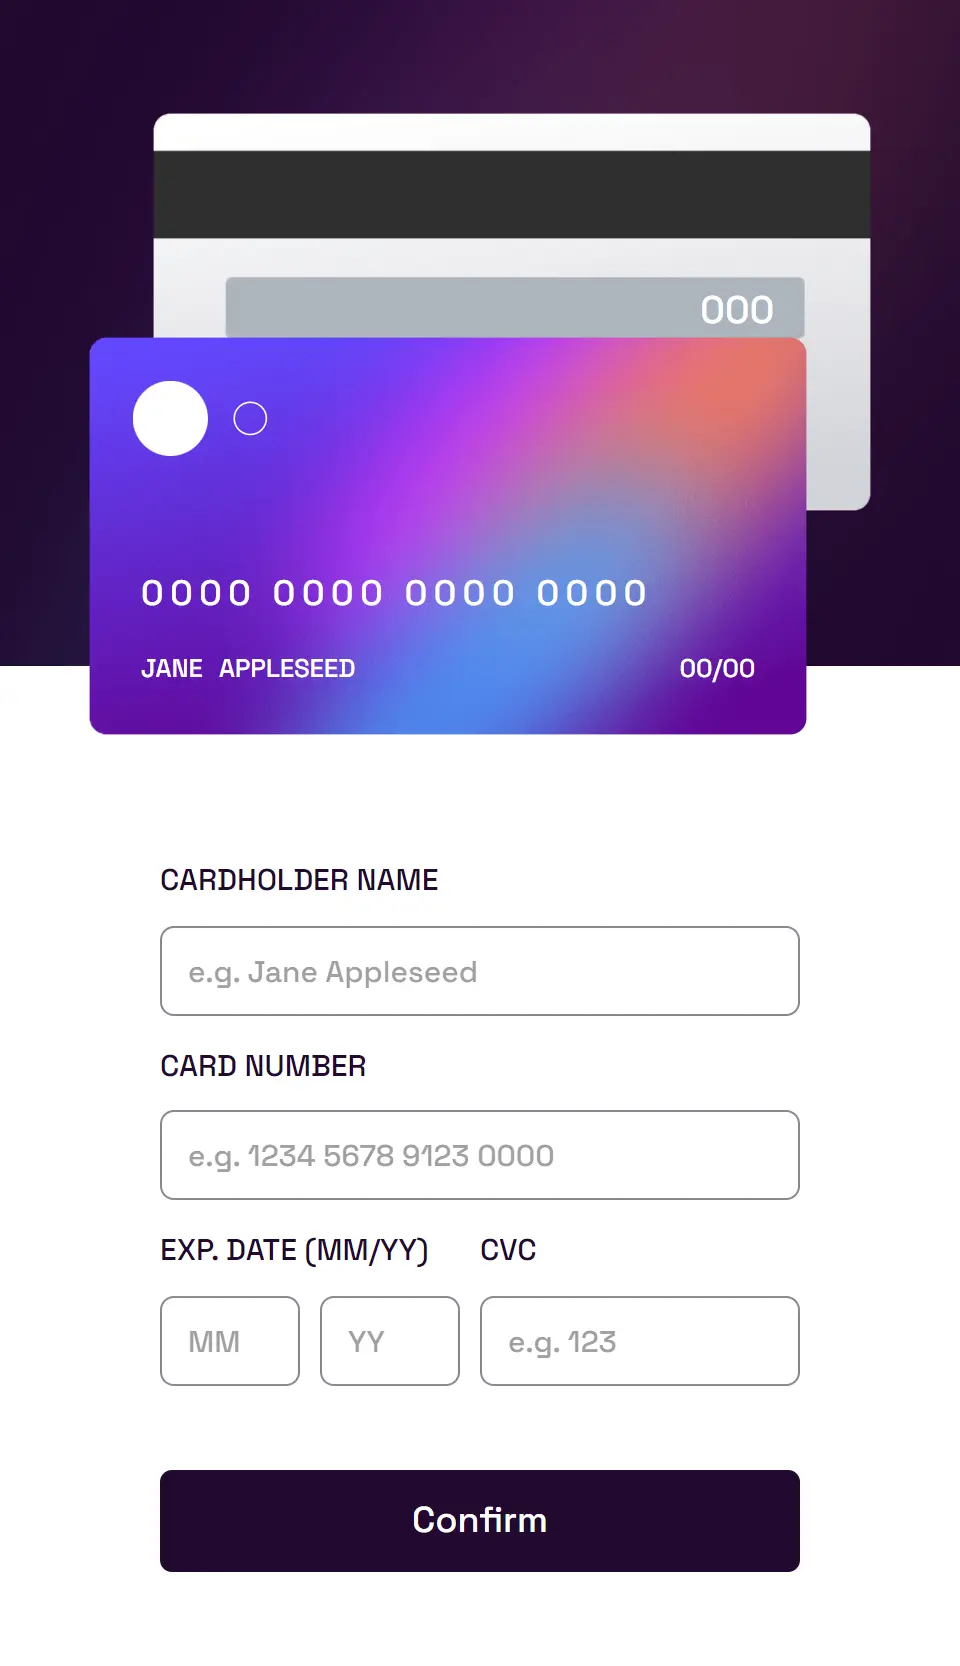 000
0000 0000 0000 0000
JANE APPLESEED 00/00
CARDHOLDER NAME
e.g. Jane Appleseed
CARD NUMBER
e.g. 1234 5678 9123 0000
EXP. DATE (MM/YY) CVC
MM YY e.g. 123
Confirm